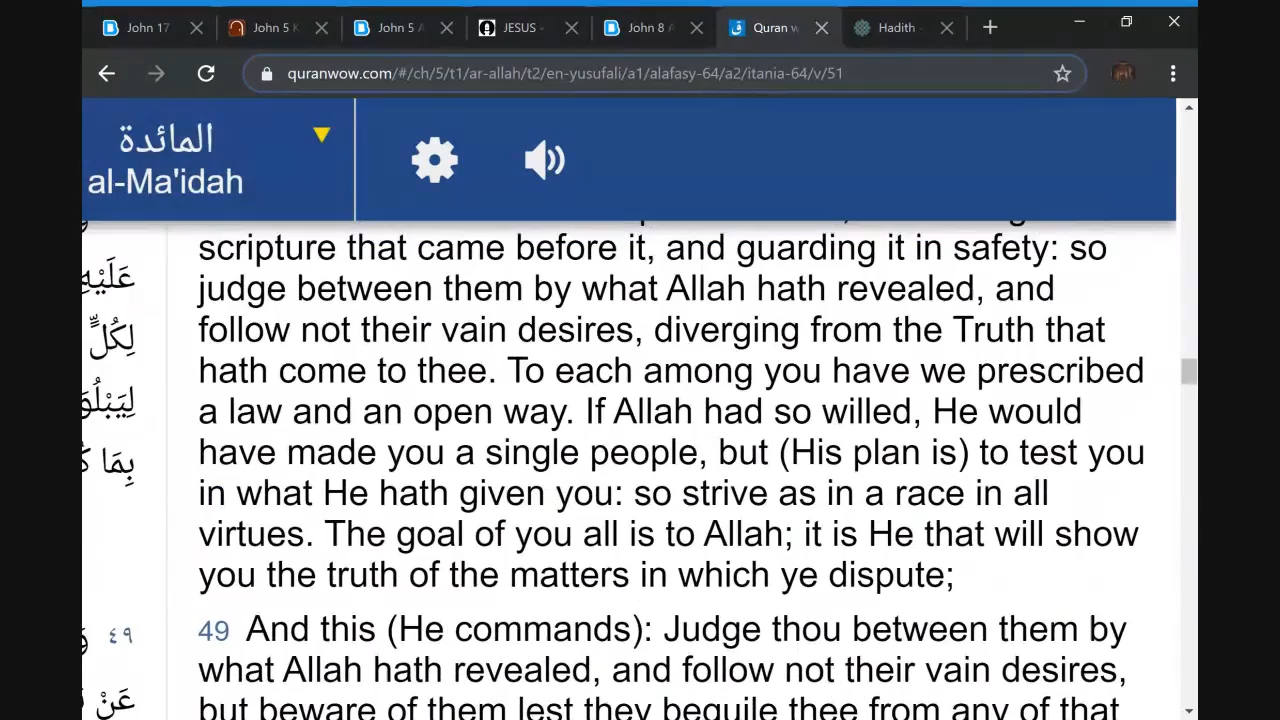 John 17
John 5 K
John 5 A
JESUS -
John 8 A
Quran w
Hadith -
quranwow.com/#/ch/5/t1/ar-allah/t2/en-yusufali/a1/alafasy-64/a2/itania-64/v/51
المائدة
al-Ma'idah
scripture that came before it, and guarding it in safety: so
عَلَيْهِ
judge between them by what Allah hath revealed, and
follow not their vain desires, diverging from the Truth that
لِكُلٍّ
hath come to thee. To each among you have we prescribed
a law and an open way. If Allah had so willed, He would
have made you a single people, but (His plan is) to test you
بِمَا
in what He hath given you: so strive as in a race in all
virtues. The goal of you all is to Allah; it is He that will show
you the truth of the matters in which ye dispute;
٤٩
49 And this (He commands): Judge thou between them by
what Allah hath revealed, and follow not their vain desires,
عَنْ
but beware of them lest they beguile thee from any of that